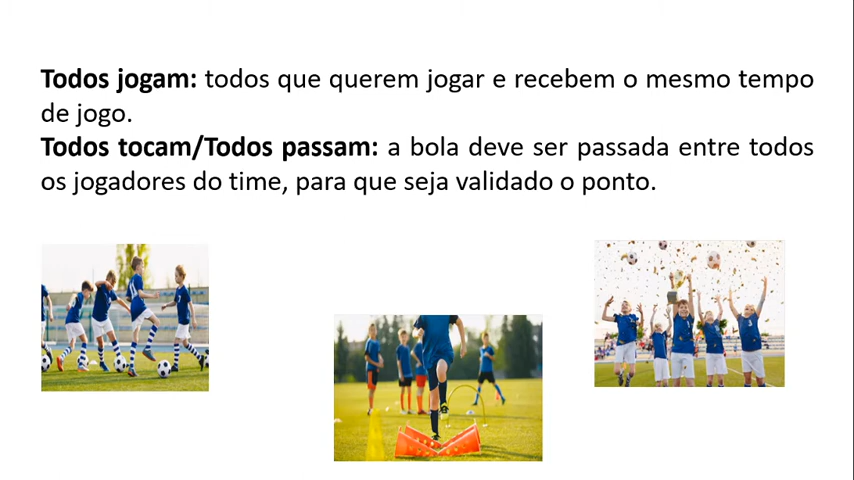 Todos jogam: todos que querem jogar e recebem o mesmo tempo
de jogo.
Todos tocam/Todos passam: a bola deve ser passada entre todos
os jogadores do time, para que seja validado o ponto.